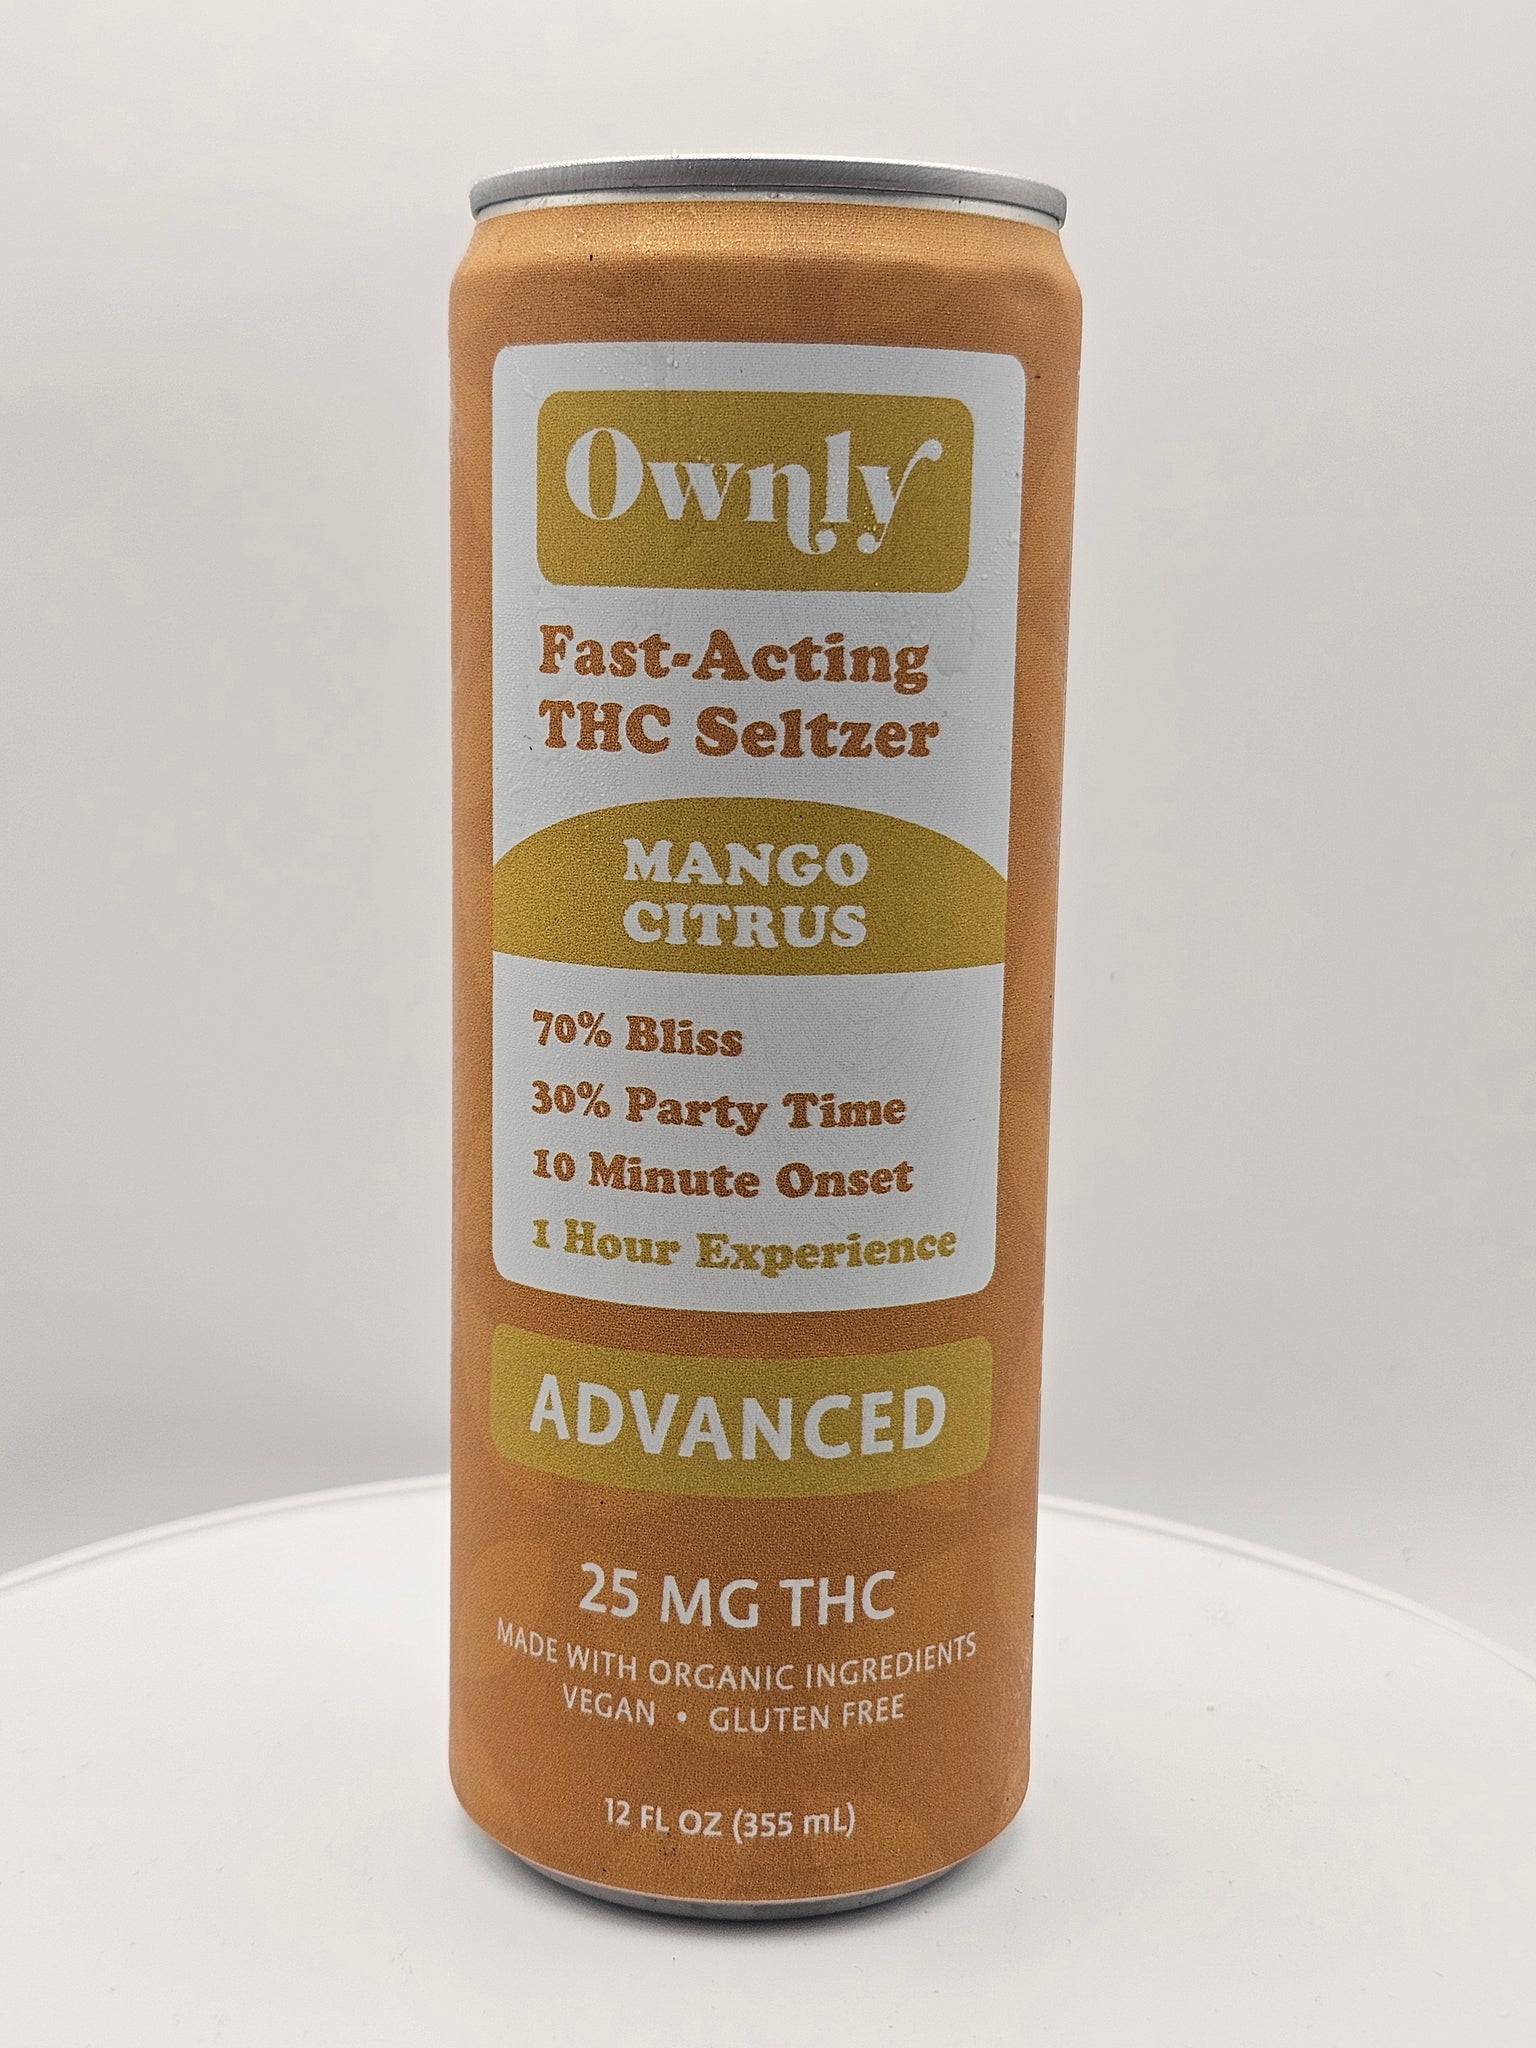 Ownly
Fast-Acting
THC Seltzer
MANGO
CITRUS
70% Bliss
30% Party Time
10 Minute Onset
1 Hour Experience
ADVANCED
25 MG THC
MADE WITH ORGANIC INGREDIENTS
VEGAN • GLUTEN FREE
12 FL OZ (355 mL)